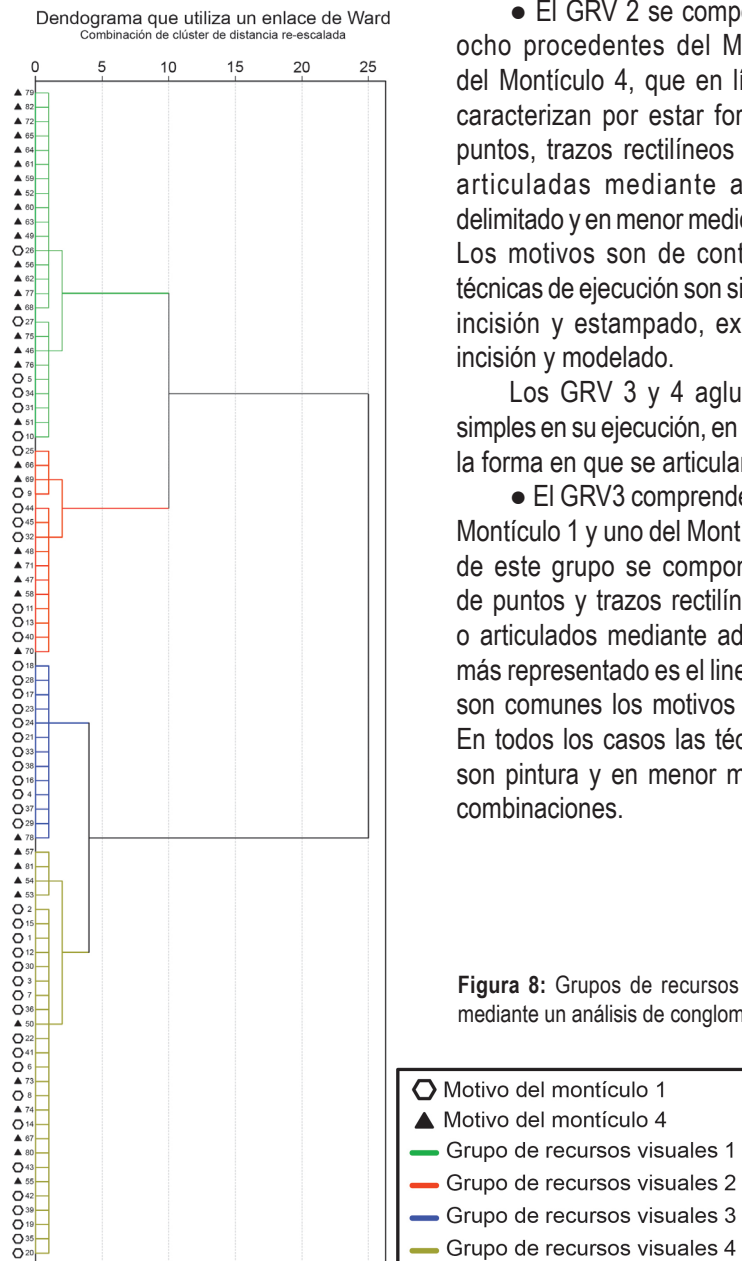 Dendograma que utiliza un enlace de Ward
Combinación de clúster de distancia re-escalada
0 5 10 15 20 25
79
82
72
65
64
61
59
52
60
63
49
26
56
62
77
68
27
75
46
76
5
34
31
51
10
25
66
69
9
44
45
32
48
71
47
58
11
13
40
70
18
28
17
23
24
21
33
38
16
4
37
29
78
57
81
54
53
2
15
1
12
30
3
7
36
50
22
41
6
73
8
74
14
67
80
43
55
42
39
19
35
20
● El GRV 2 se comp
ocho procedentes del M
del Montículo 4, que en l
caracterizan por estar for
puntos, trazos rectilíneos
articuladas mediante a
delimitado y en menor medi
Los motivos son de cont
técnicas de ejecución son si
incisión y estampado, ex
incisión y modelado.
Los GRV 3 y 4 aglu
simples en su ejecución, en
la forma en que se articular
● El GRV3 comprende
Montículo 1 y uno del Mont
de este grupo se compor
de puntos y trazos rectilín
o articulados mediante ad
más representado es el line
son comunes los motivos
En todos los casos las téc
son pintura y en menor m
combinaciones.
Figura 8: Grupos de recursos
mediante un análisis de conglom
Motivo del montículo 1
Motivo del montículo 4
Grupo de recursos visuales 1
Grupo de recursos visuales 2
Grupo de recursos visuales 3
Grupo de recursos visuales 4